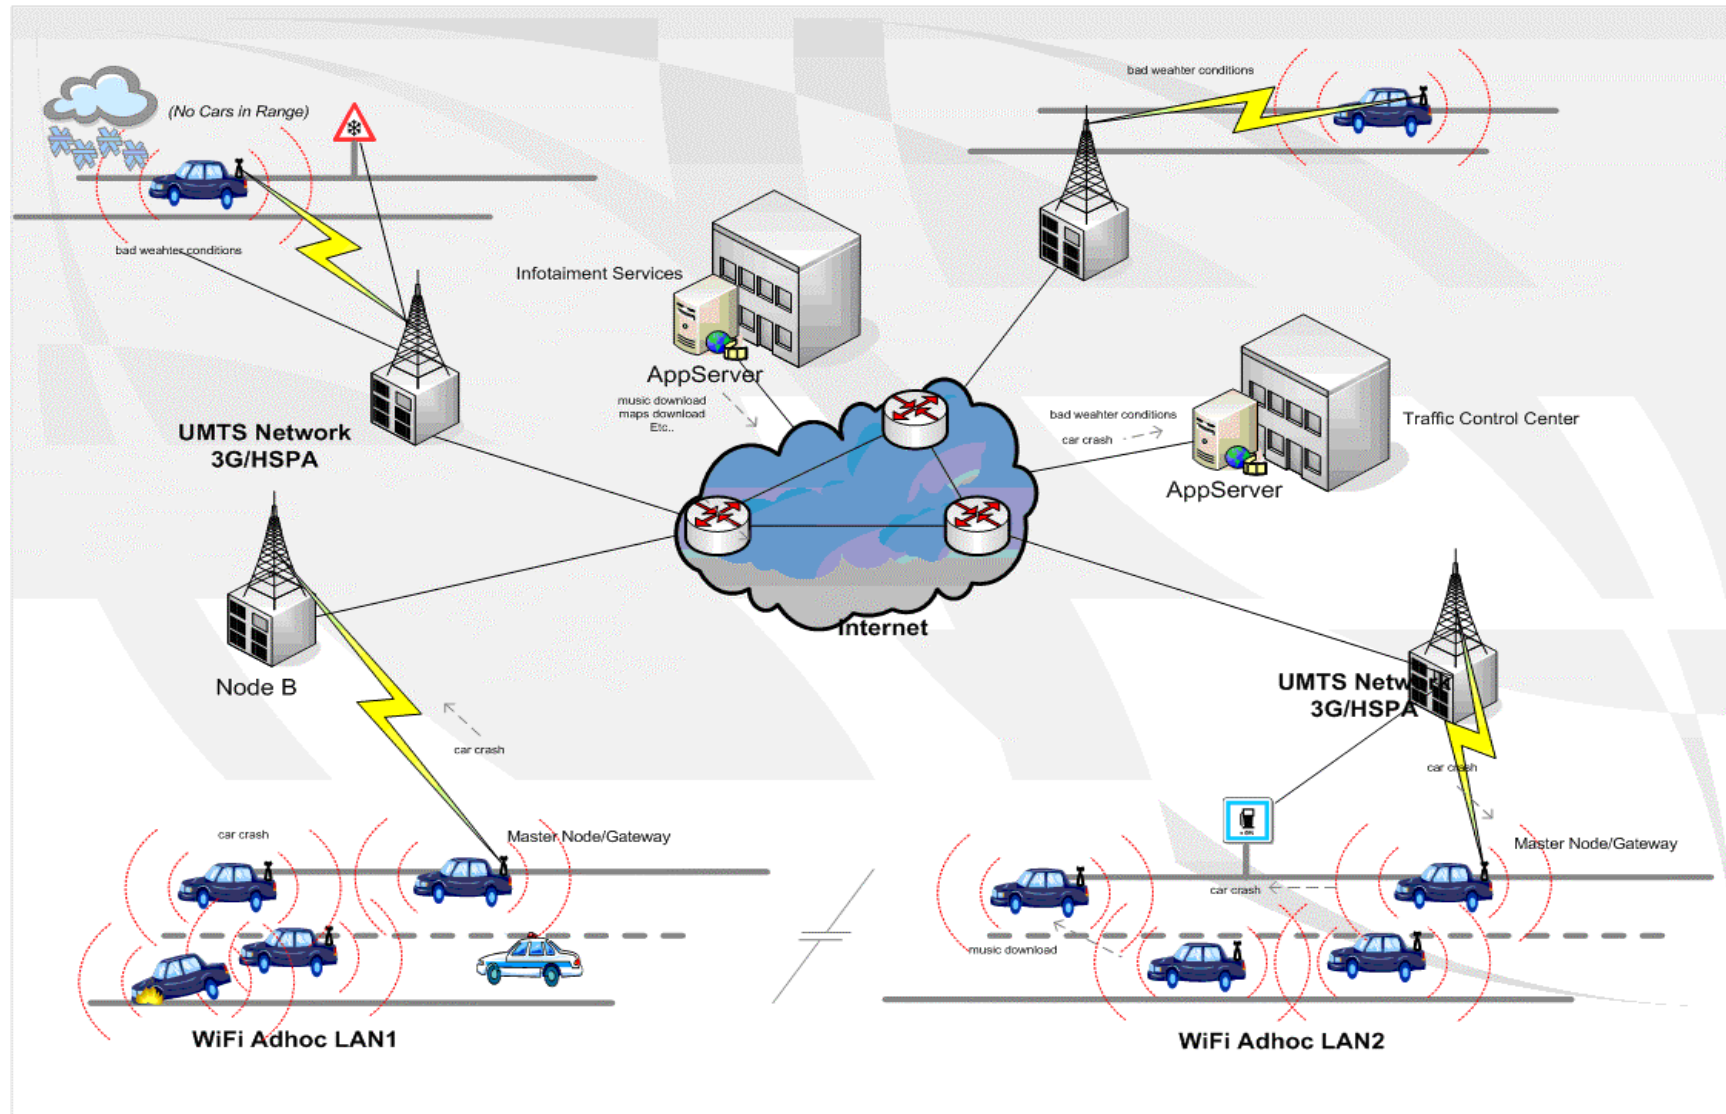 bad weahter conditions
(No Cars in Range)
bad weahter conditions
Infotaiment Services
AppServer
music download
maps download
Etc..
bad weahter conditions
car crash
Traffic Control Center
AppServer
UMTS Network
3G/HSPA
Internet
Node B
UMTS Network
3G/HSPA
car crash
car crash
car crash
Master Node/Gateway
Master Node/Gateway
car crash
music download
WiFi Adhoc LAN1
WiFi Adhoc LAN2